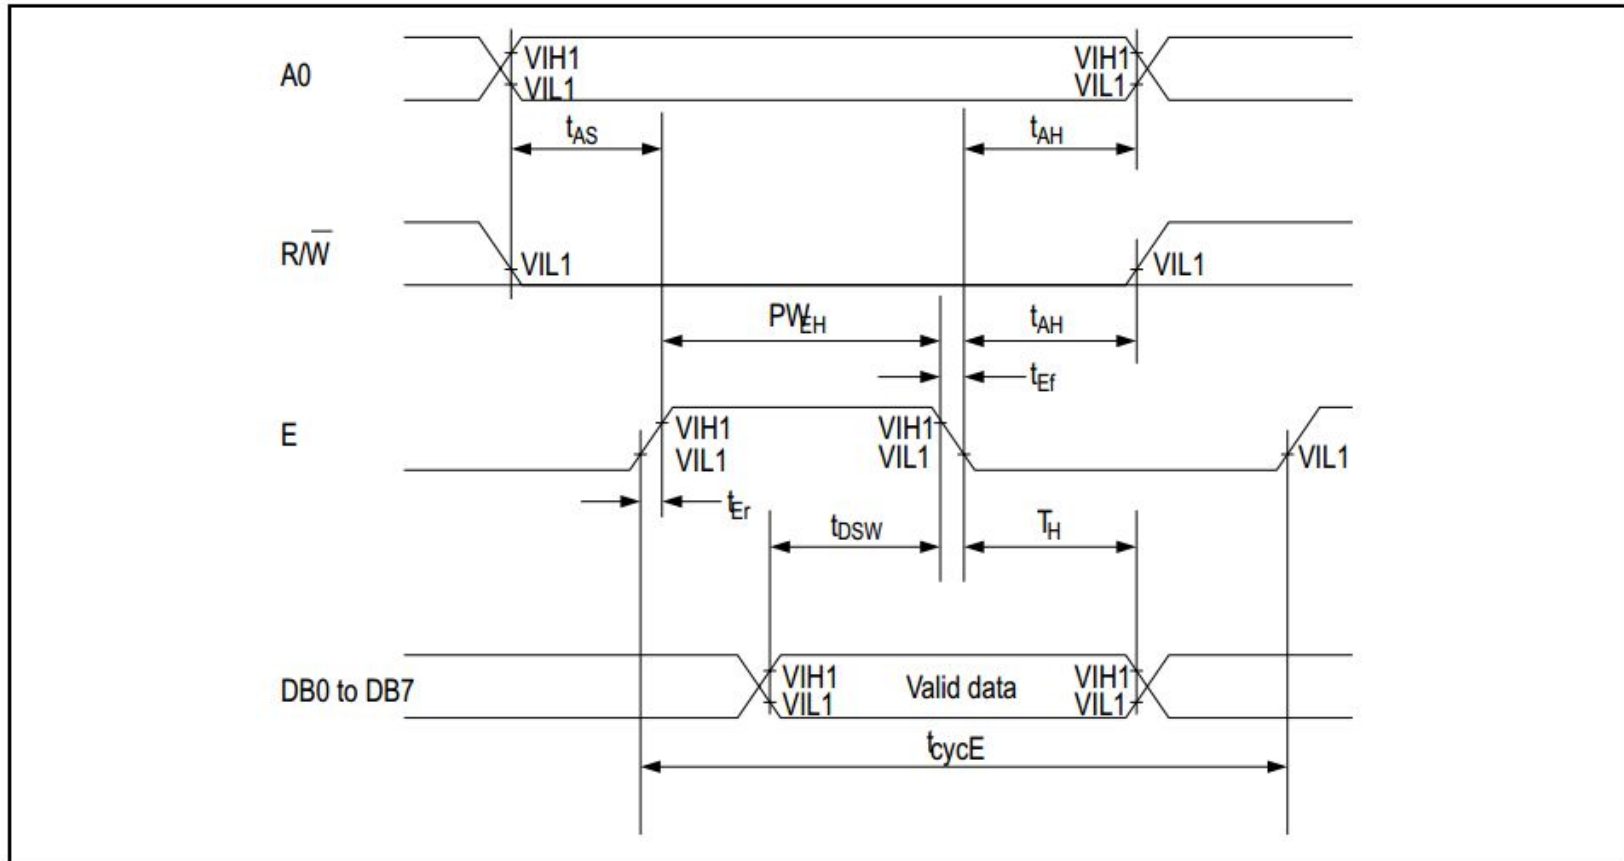 A0
VIH1
VIL1
VIH1
VIL1
tAS
tAH
R/W̅
VIL1
VIL1
PWEH
tAH
tEf
E
VIH1
VIL1
VIH1
VIL1
VIL1
tEr
tDSW
TH
DB0 to DB7
VIH1
VIL1
Valid data
VIH1
VIL1
tcycE